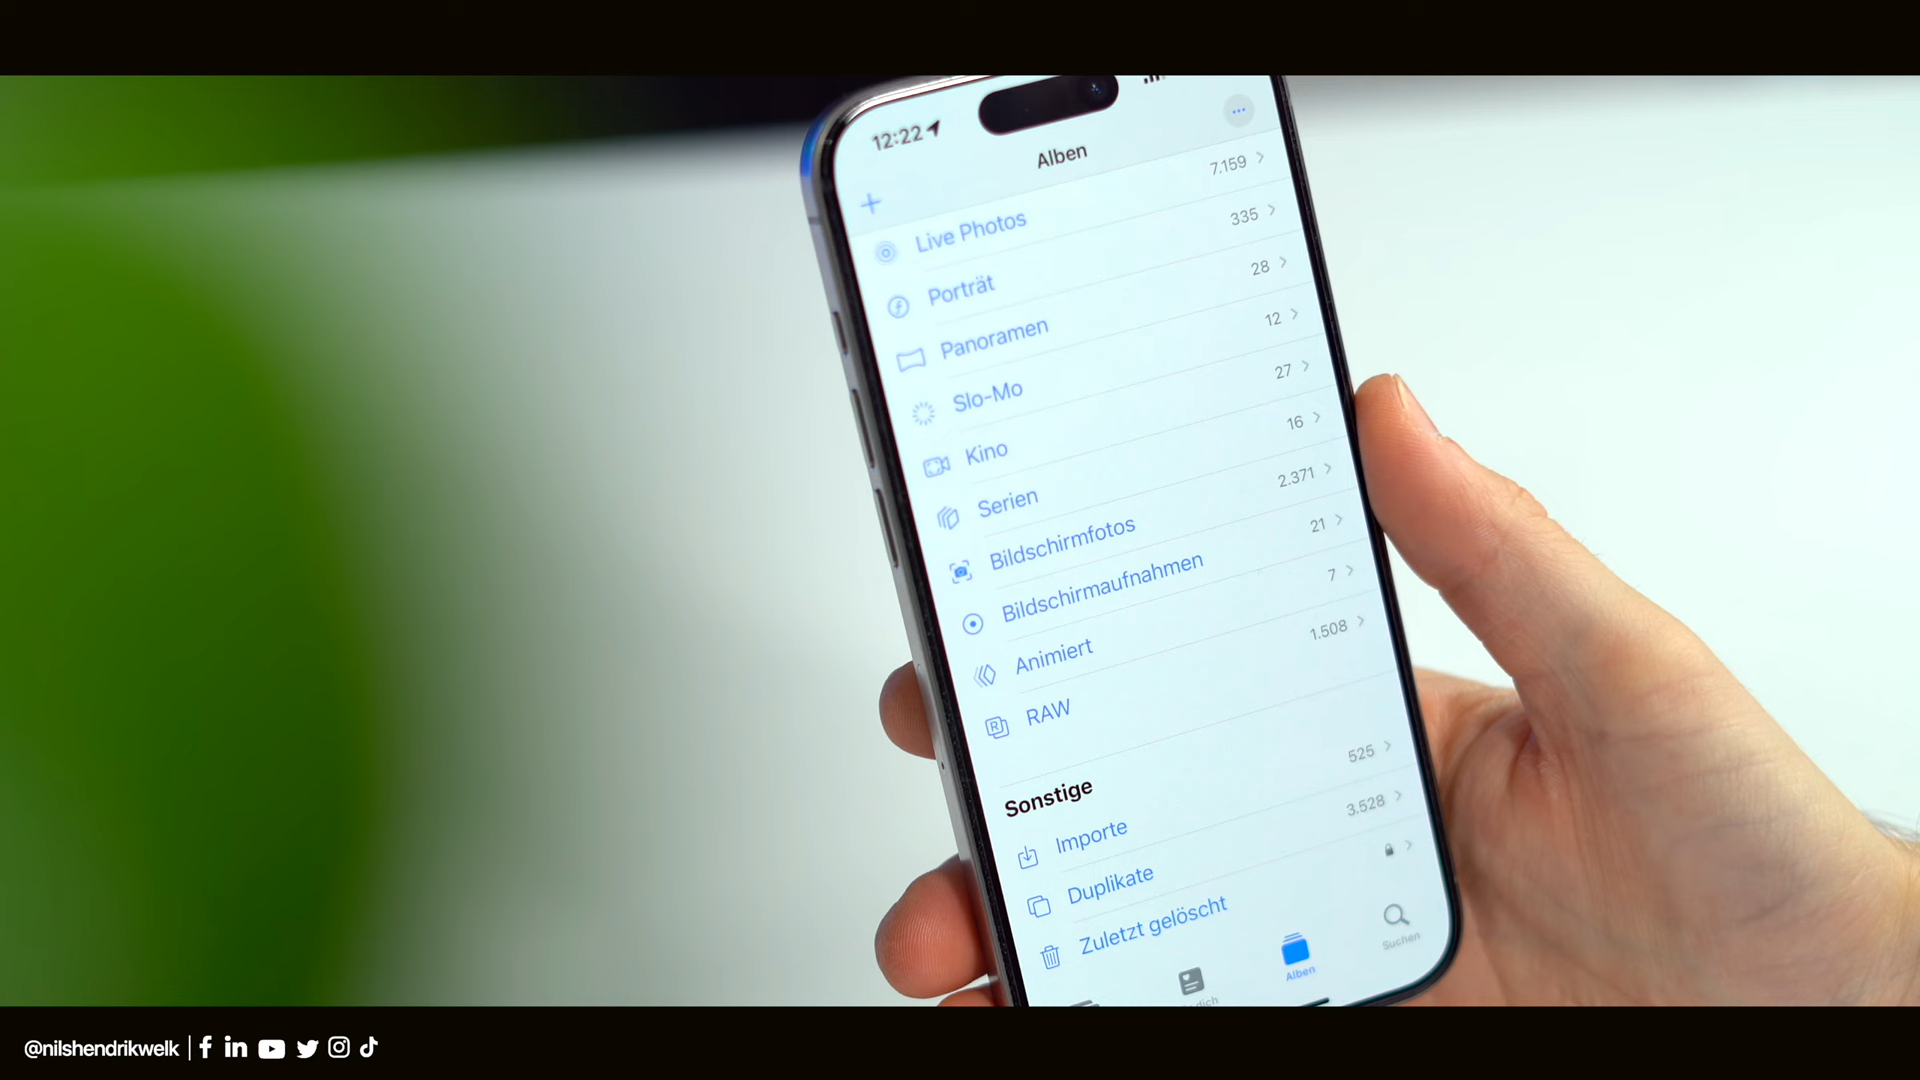 12:22
Alben
Live Photos 7.159
Porträt 335
Panoramen 28
Slo-Mo 12
Kino 27
Serien 16
Bildschirmfotos 2.371
Bildschirmaufnahmen 21
Animiert 7
RAW 1.508
Sonstige
Importe 525
Duplikate 3.528
Zuletzt gelöscht
Alben
Suchen
@nilshendrikwelk